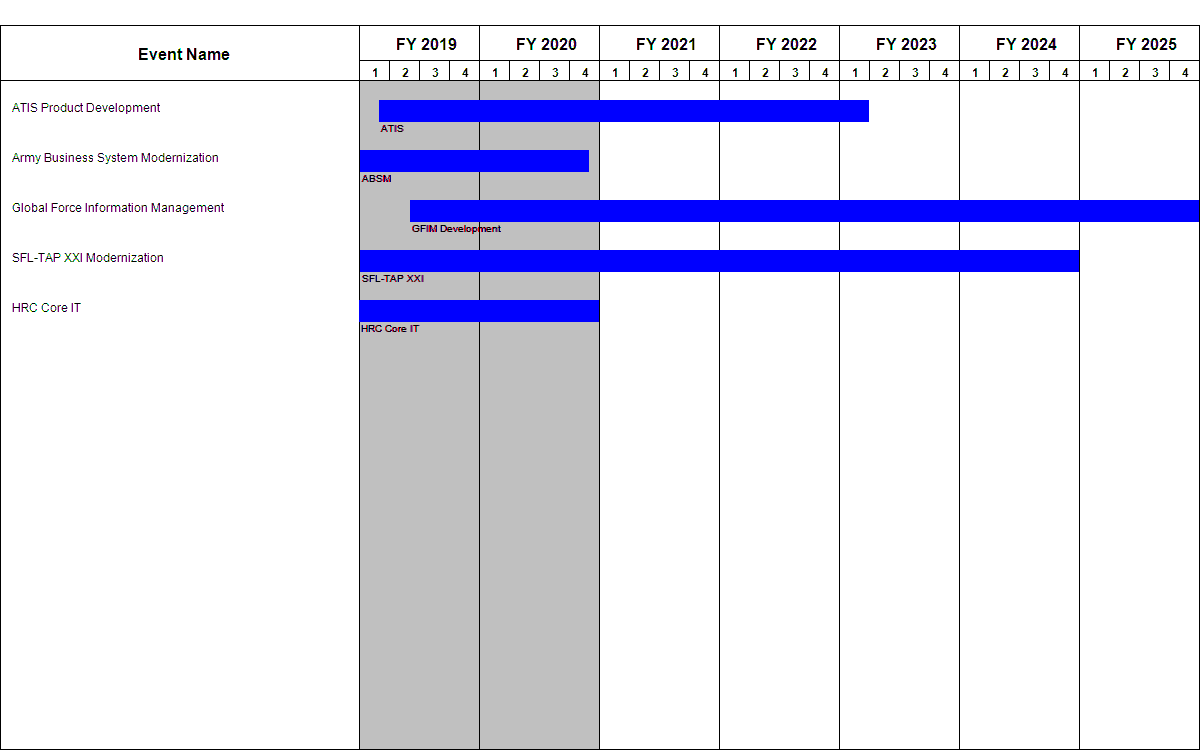 Event Name
FY 2019 FY 2020 FY 2021 FY 2022 FY 2023 FY 2024 FY 2025
1 2 3 4 1 2 3 4 1 2 3 4 1 2 3 4 1 2 3 4 1 2 3 4 1 2 3 4
ATIS Product Development
ATIS
Army Business System Modernization
ABSM
Global Force Information Management
GFIM Development
SFL-TAP XXI Modernization
SFL-TAP XXI
HRC Core IT
HRC Core IT